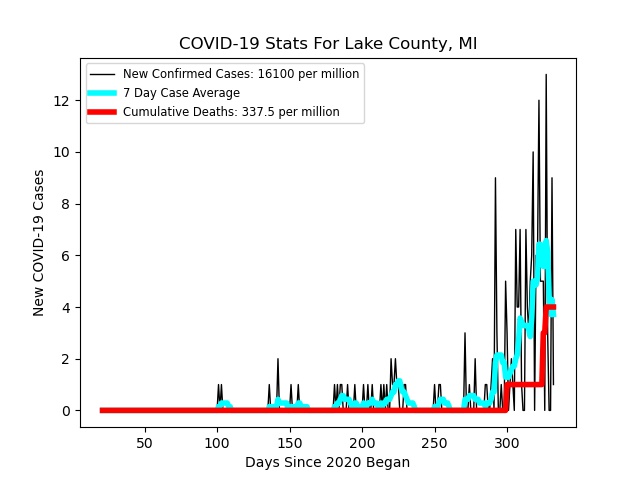 COVID-19 Stats For Lake County, MI
New Confirmed Cases: 16100 per million
7 Day Case Average
Cumulative Deaths: 337.5 per million
New COVID-19 Cases
12
10
8
6
4
2
0
50 100 150 200 250 300
Days Since 2020 Began